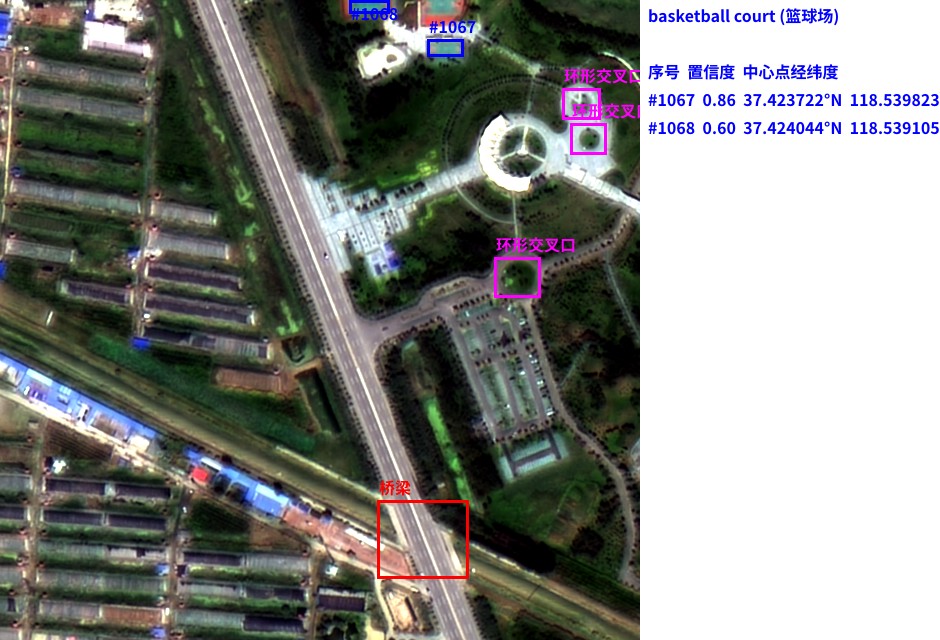 #1068
#1067
环形交叉口
环形交叉口
环形交叉口
桥梁
basketball court (篮球场)
序号 置信度 中心点经纬度
#1067 0.86 37.423722°N 118.539823
#1068 0.60 37.424044°N 118.539105